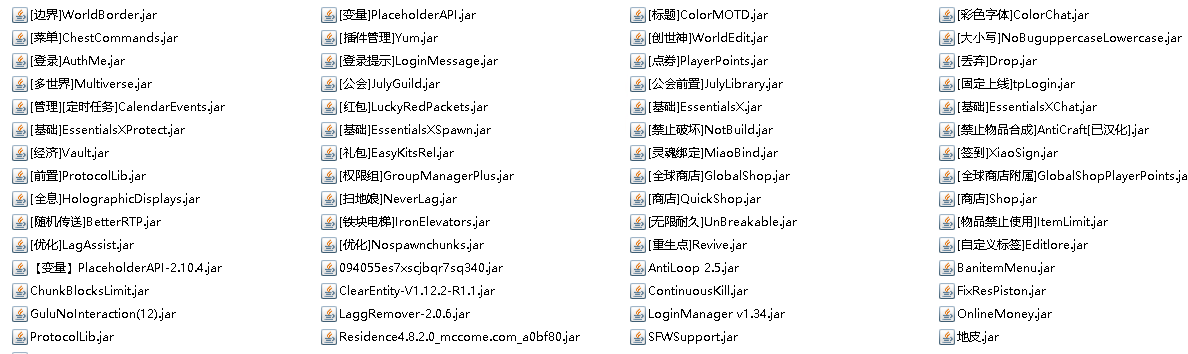 [边界]WorldBorder.jar
[变量]PlaceholderAPI.jar
[标题]ColorMOTD.jar
[彩色字体]ColorChat.jar
[菜单]ChestCommands.jar
[插件管理]Yum.jar
[创世神]WorldEdit.jar
[大小写]NoBuguppercaseLowercase.jar
[登录]AuthMe.jar
[登录提示]LoginMessage.jar
[点券]PlayerPoints.jar
[丢弃]Drop.jar
[多世界]Multiverse.jar
[公会]JulyGuild.jar
[公会前置]JulyLibrary.jar
[固定上线]tpLogin.jar
[管理][定时任务]CalendarEvents.jar
[红包]LuckyRedPackets.jar
[基础]EssentialsX.jar
[基础]EssentialsXChat.jar
[基础]EssentialsXProtect.jar
[基础]EssentialsXSpawn.jar
[禁止破坏]NotBuild.jar
[禁止物品合成]AntiCraft[已汉化].jar
[经济]Vault.jar
[礼包]EasyKitsRel.jar
[灵魂绑定]MiaoBind.jar
[签到]XiaoSign.jar
[前置]ProtocolLib.jar
[权限组]GroupManagerPlus.jar
[全球商店]GlobalShop.jar
[全球商店附属]GlobalShopPlayerPoints.ja
[全息]HolographicDisplays.jar
[扫地娘]NeverLag.jar
[商店]QuickShop.jar
[商店]Shop.jar
[随机传送]BetterRTP.jar
[铁块电梯]IronElevators.jar
[无限耐久]UnBreakable.jar
[物品禁止使用]ItemLimit.jar
[优化]LagAssist.jar
[优化]Nospawnchunks.jar
[重生点]Revive.jar
[自定义标签]Editlore.jar
【变量】PlaceholderAPI-2.10.4.jar
094055es7xscjbqr7sq340.jar
AntiLoop 2.5.jar
BanitemMenu.jar
ChunkBlocksLimit.jar
ClearEntity-V1.12.2-R1.1.jar
ContinuousKill.jar
FixResPiston.jar
GuluNoInteraction(12).jar
LaggRemover-2.0.6.jar
LoginManager v1.34.jar
OnlineMoney.jar
ProtocolLib.jar
Residence4.8.2.0_mccome.com_a0bf80.jar
SFWSupport.jar
地皮.jar